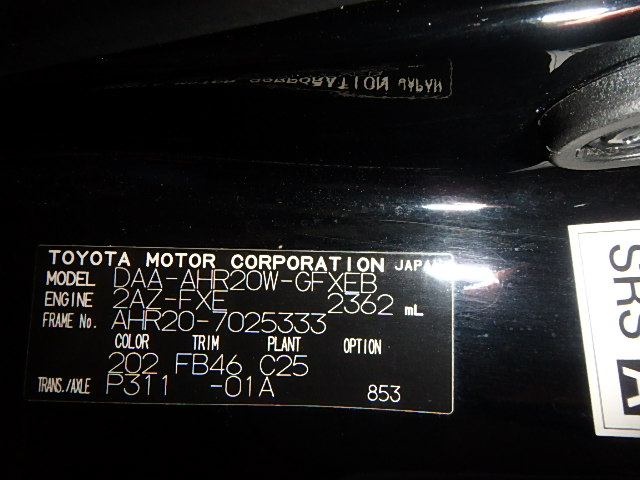 TOYOTA MOTOR CORPORATION JAPAN
MODEL DAA-AHR20W-GFXEB
ENGINE 2AZ-FXE 2362 mL
FRAME No. AHR20-7025333
COLOR TRIM PLANT OPTION
202 FB46 C25
TRANS./AXLE P311 -01A 853
SRS A